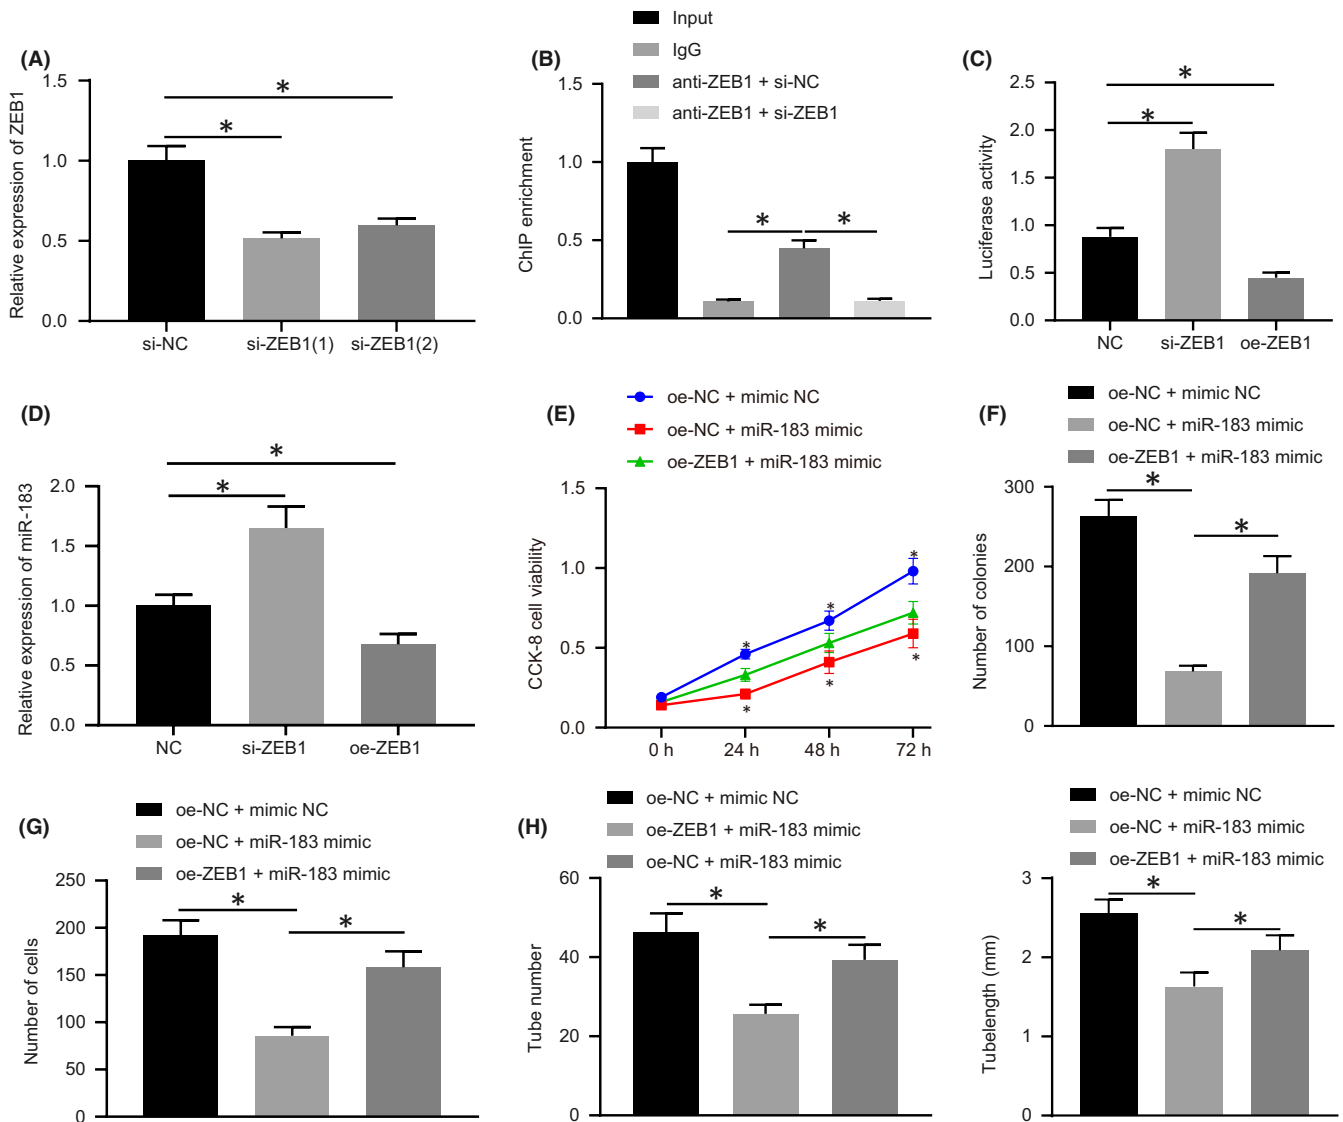 (A)
Relative expression of ZEB1
1.5
1.0
0.5
0.0
*
*
si-NC
si-ZEB1(1)
si-ZEB1(2)
(B)
Input
IgG
anti-ZEB1 + si-NC
anti-ZEB1 + si-ZEB1
ChIP enrichment
1.5
1.0
0.5
0.0
*
*
(C)
Luciferase activity
2.5
2.0
1.5
1.0
0.5
0.0
*
*
NC
si-ZEB1
oe-ZEB1
(D)
Relative expression of miR-183
2.0
1.5
1.0
0.5
0.0
*
*
NC
si-ZEB1
oe-ZEB1
(E)
oe-NC + mimic NC
oe-NC + miR-183 mimic
oe-ZEB1 + miR-183 mimic
CCK-8 cell viability
1.5
1.0
0.5
0.0
*
*
*
*
*
*
0 h
24 h
48 h
72 h
(F)
oe-NC + mimic NC
oe-NC + miR-183 mimic
oe-ZEB1 + miR-183 mimic
Number of colonies
300
200
100
0
*
*
(G)
oe-NC + mimic NC
oe-NC + miR-183 mimic
oe-ZEB1 + miR-183 mimic
Number of cells
250
200
150
100
50
0
*
*
(H)
oe-NC + mimic NC
oe-ZEB1 + miR-183 mimic
oe-NC + miR-183 mimic
Tube number
60
40
20
0
*
*
oe-NC + mimic NC
oe-NC + miR-183 mimic
oe-ZEB1 + miR-183 mimic
Tubelength (mm)
3
2
1
0
*
*